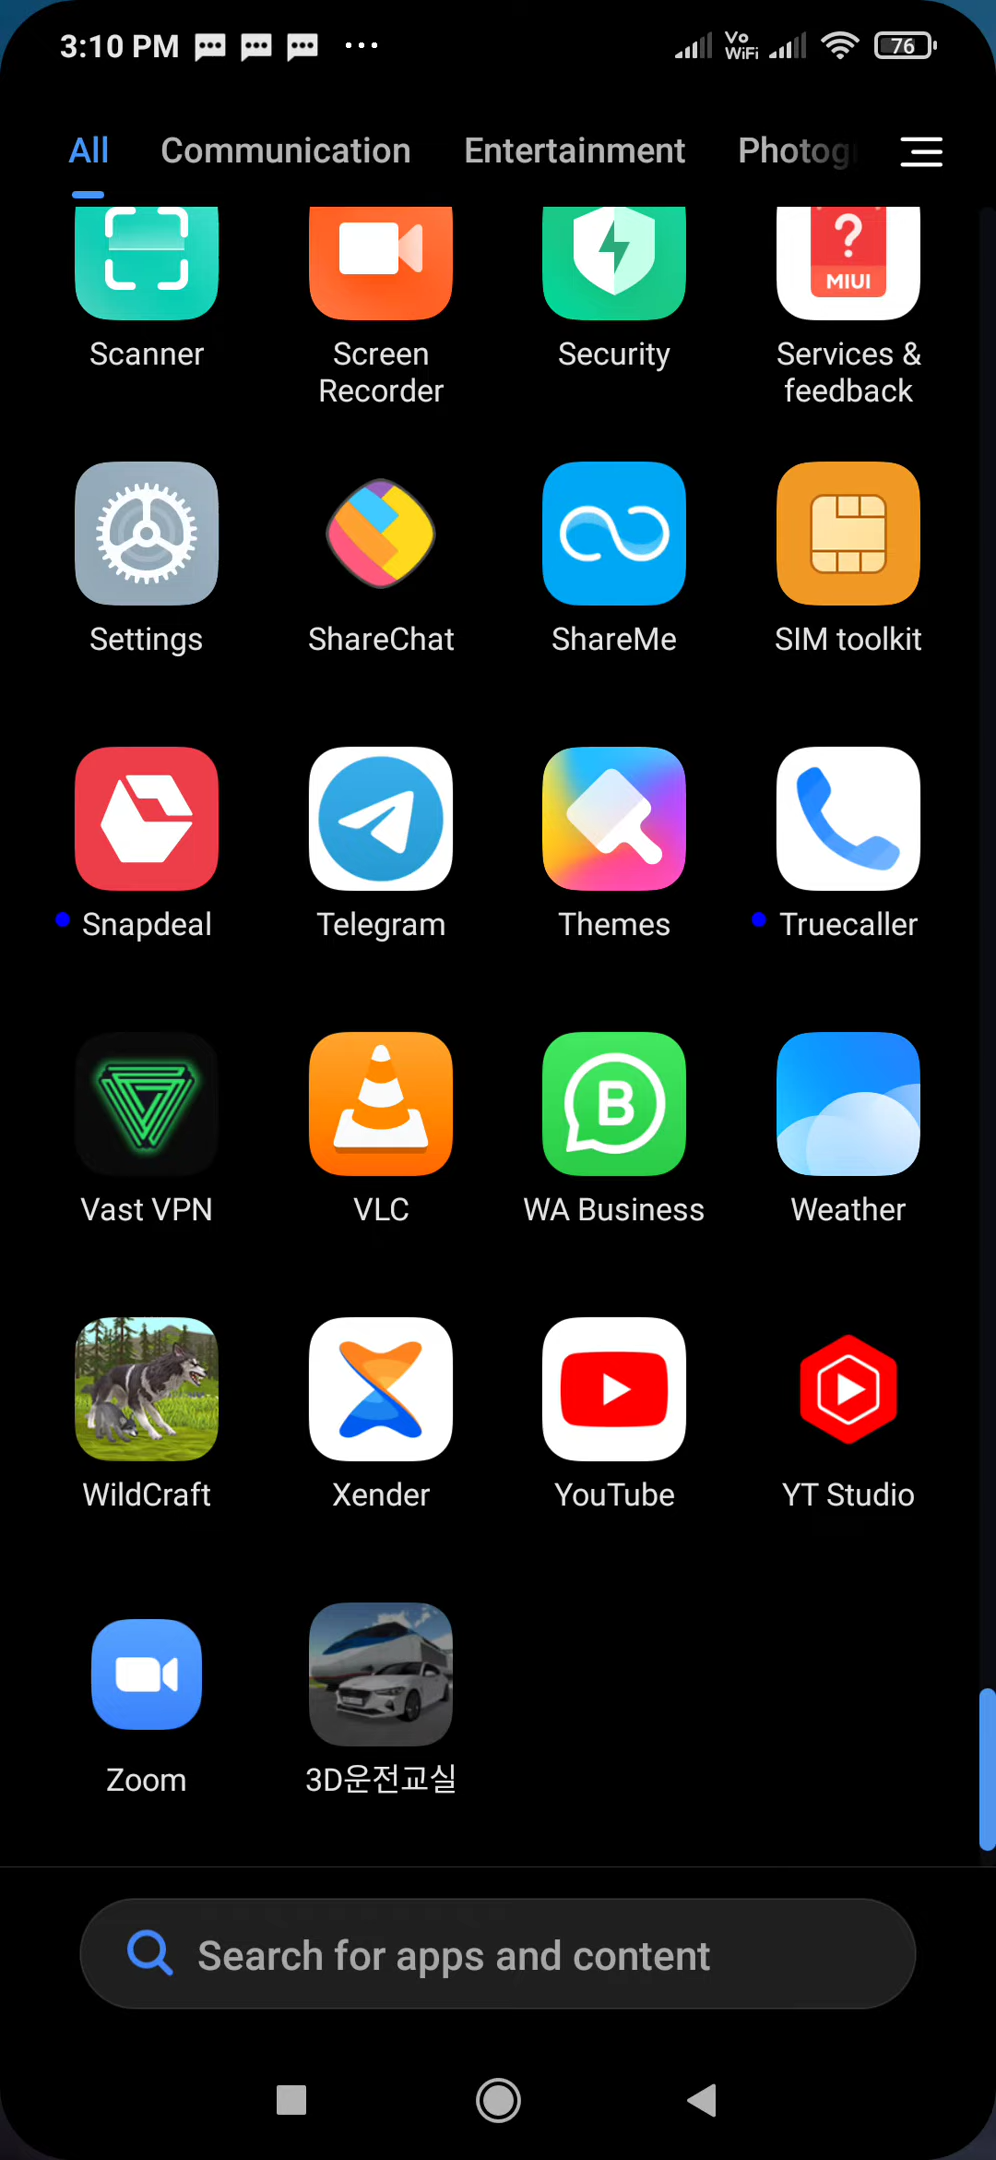 3:10 PM
Vo
WiFi
76
All Communication Entertainment Photog
?
MIUI
Scanner
Screen
Recorder
Security
Services &
feedback
Settings
ShareChat
ShareMe
SIM toolkit
Snapdeal
Telegram
Themes
Truecaller
B
Vast VPN
VLC
WA Business
Weather
WildCraft
Xender
YouTube
YT Studio
Zoom
3D운전교실
Search for apps and content